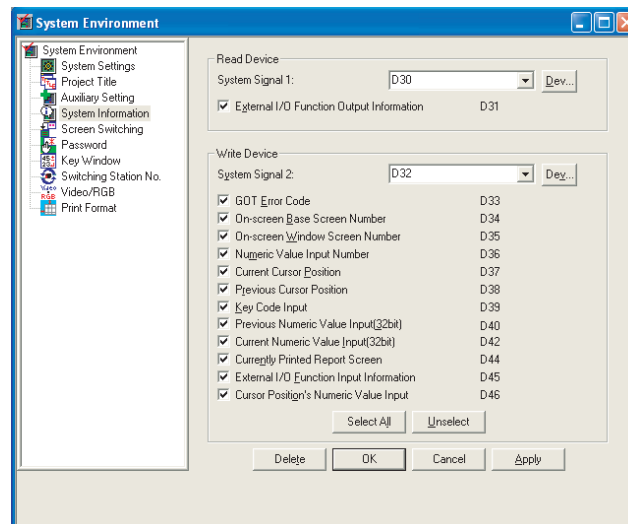 System Environment
System Environment
System Settings
Project Title
Auxiliary Setting
System Information
Screen Switching
Password
Key Window
Switching Station No.
Video/RGB
Print Format
Read Device
System Signal 1: D30 Dev...
External I/O Function Output Information D31
Write Device
System Signal 2: D32 Dev...
GOT Error Code D33
On-screen Base Screen Number D34
On-screen Window Screen Number D35
Numeric Value Input Number D36
Current Cursor Position D37
Previous Cursor Position D38
Key Code Input D39
Previous Numeric Value Input(32bit) D40
Current Numeric Value Input(32bit) D42
Currently Printed Report Screen D44
External I/O Function Input Information D45
Cursor Position's Numeric Value Input D46
Select All Unselect
Delete OK Cancel Apply